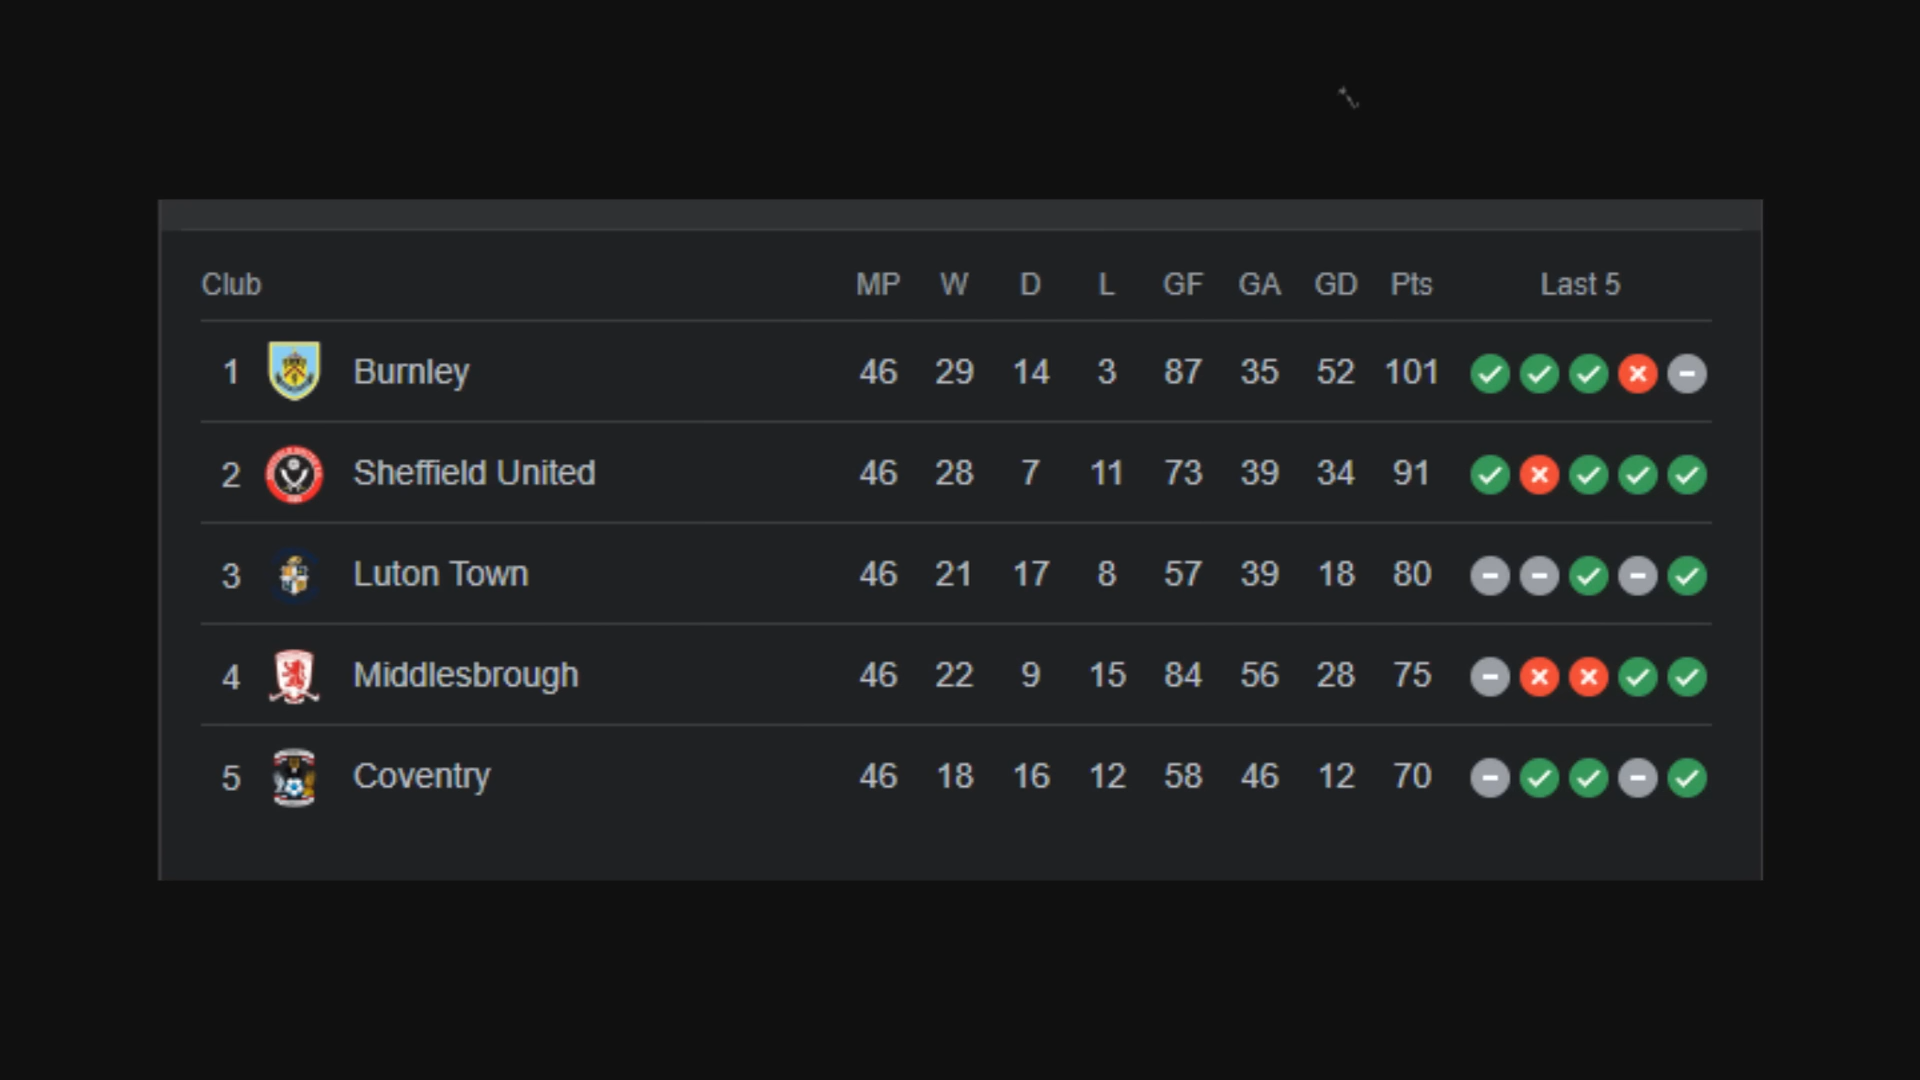 Club MP W D L GF GA GD Pts Last 5
1 Burnley 46 29 14 3 87 35 52 101
2 Sheffield United 46 28 7 11 73 39 34 91
3 Luton Town 46 21 17 8 57 39 18 80
4 Middlesbrough 46 22 9 15 84 56 28 75
5 Coventry 46 18 16 12 58 46 12 70